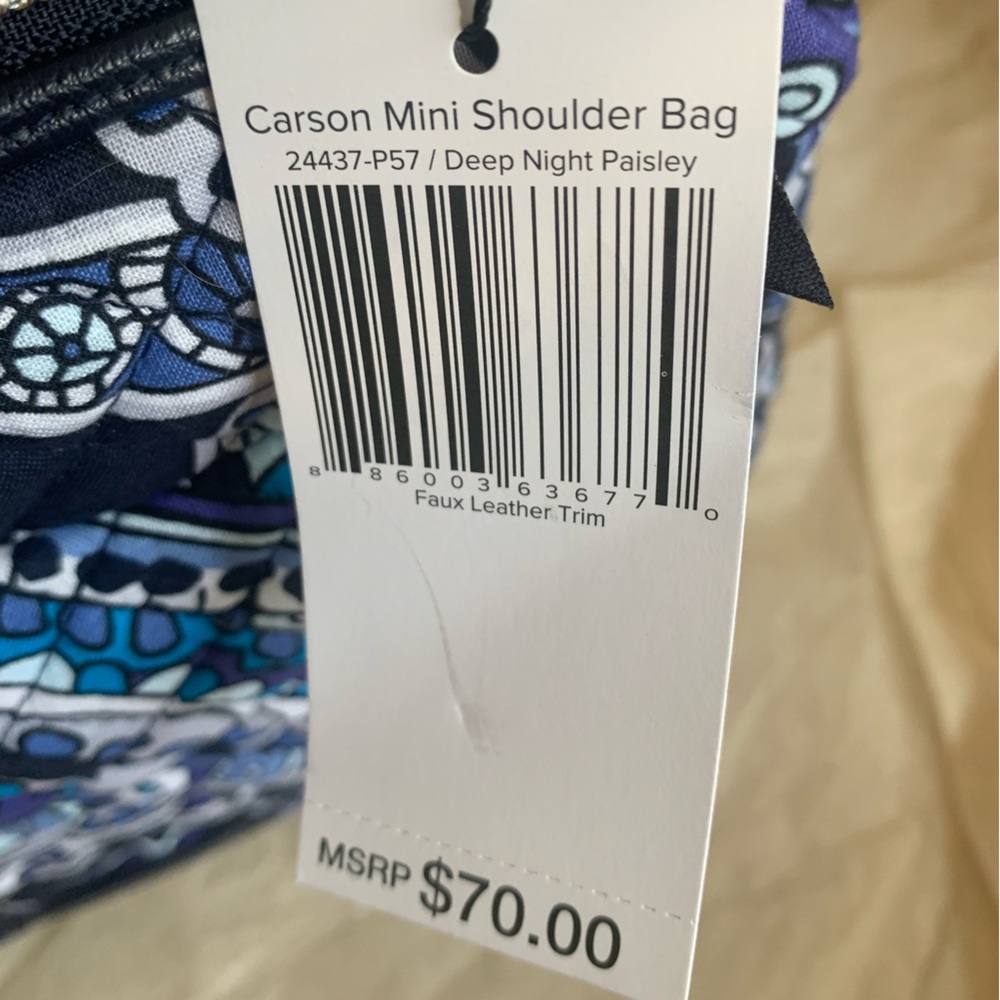 Carson Mini Shoulder Bag
24437-P57 / Deep Night Paisley
8 86003 63677 0
Faux Leather Trim
MSRP $70.00